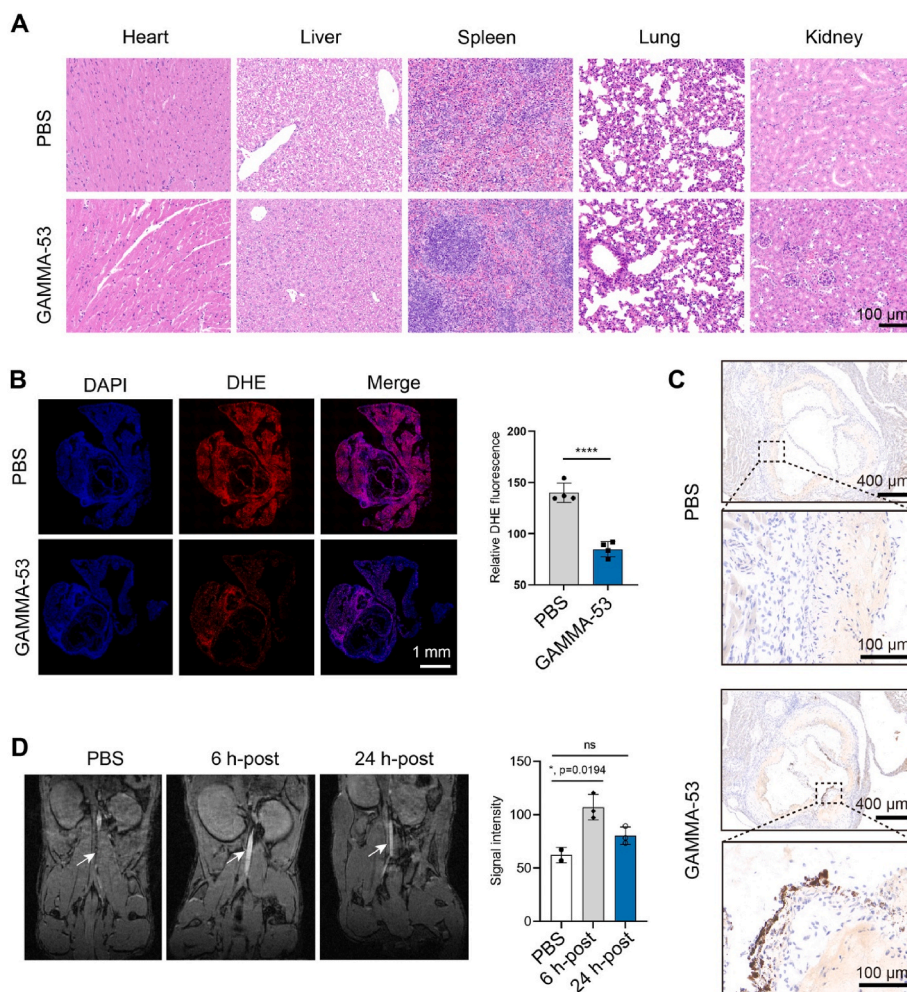 A
Heart Liver Spleen Lung Kidney
PBS
GAMMA-53
100 µm
B
DAPI DHE Merge
PBS
GAMMA-53
1 mm
Relative DHE fluorescence
200
150
100
50
****
PBS
GAMMA-53
C
PBS
400 µm
100 µm
GAMMA-53
400 µm
100 µm
D
PBS 6 h-post 24 h-post
Signal intensity
150
100
50
0
ns
*, p=0.0194
PBS
6 h-post
24 h-post